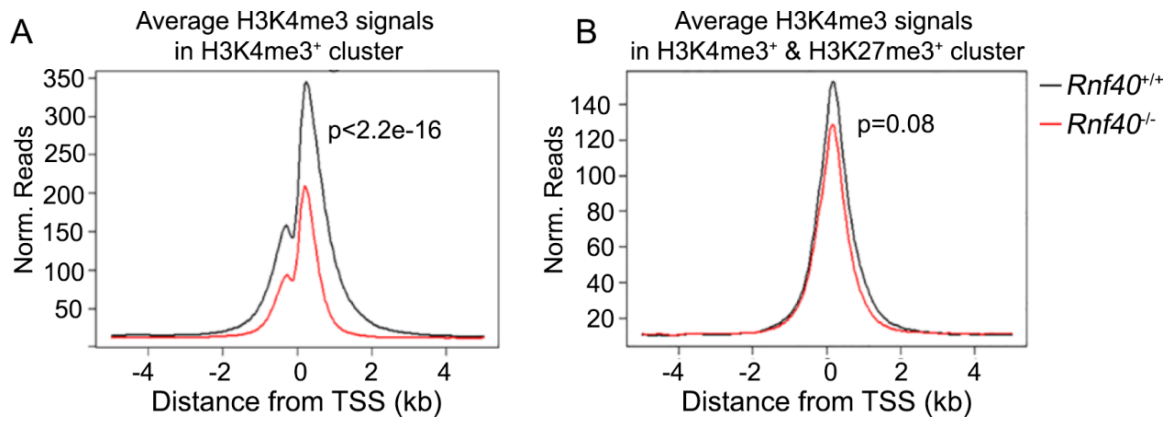 A
Average H3K4me3 signals
in H3K4me3⁺ cluster
Norm. Reads
350
300
250
200
150
100
50
p<2.2e-16
-4
-2
0
2
4
Distance from TSS (kb)
B
Average H3K4me3 signals
in H3K4me3⁺ & H3K27me3⁺ cluster
Norm. Reads
140
120
100
80
60
40
20
p=0.08
-4
-2
0
2
4
Distance from TSS (kb)
Rnf40⁺/⁺
Rnf40⁻/⁻